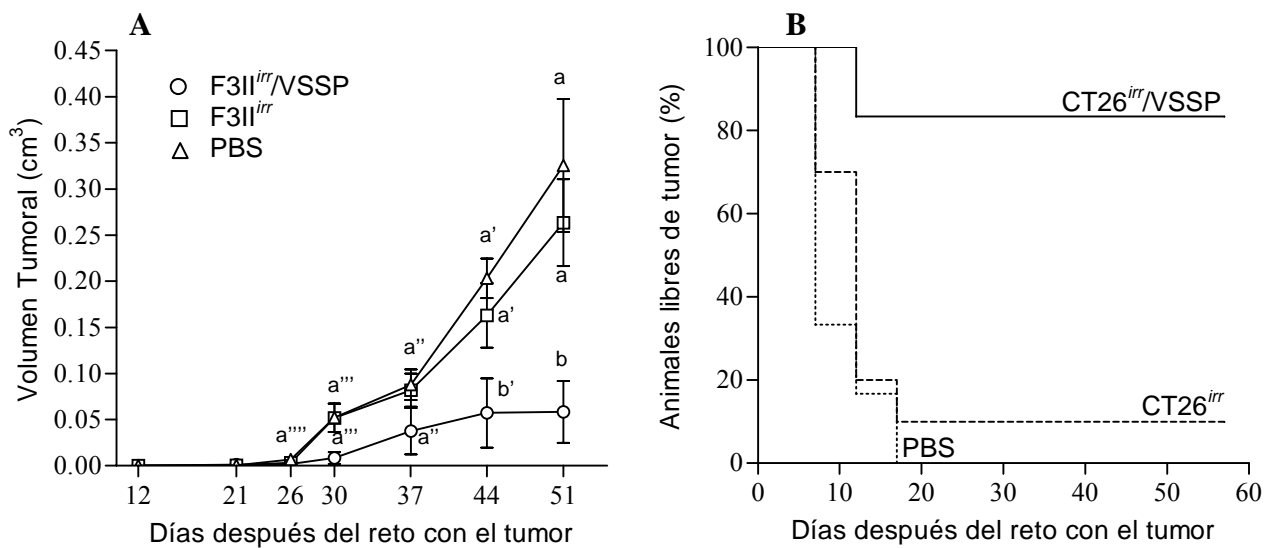 A
Volumen Tumoral (cm3)
0.45
0.40
0.35
0.30
0.25
0.20
0.15
0.10
0.05
0.00
F3IIirr/VSSP
F3IIirr
PBS
a
a'
a
a'
a''
b
a'''
b'
a''''
a'''
a''
12 21 26 30 37 44 51
Días después del reto con el tumor
B
Animales libres de tumor (%)
100
80
60
40
20
0
CT26irr/VSSP
CT26irr
PBS
0 10 20 30 40 50 60
Días después del reto con el tumor